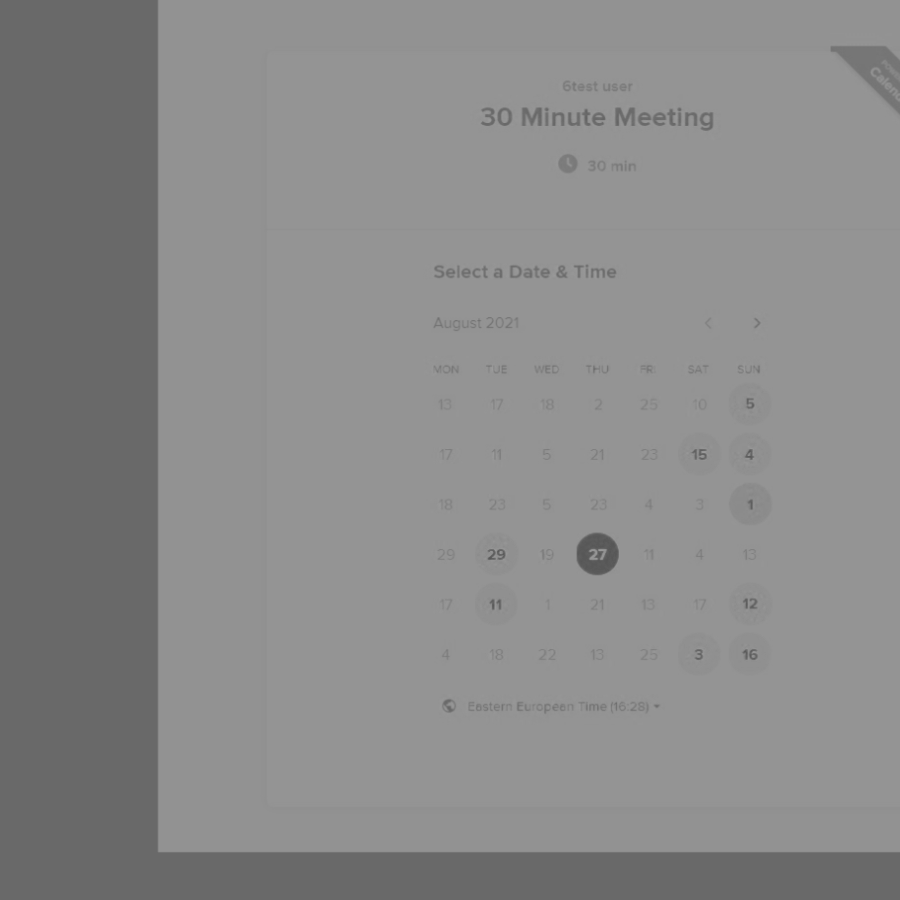 6test user
30 Minute Meeting
30 min
Select a Date & Time
August 2021
MON TUE WED THU FRI SAT SUN
13 17 18 2 25 10 5
17 11 5 21 23 15 4
18 23 5 23 4 3 1
29 29 19 27 11 4 13
17 11 1 21 13 17 12
4 18 22 13 25 3 16
Eastern European Time (16:28)